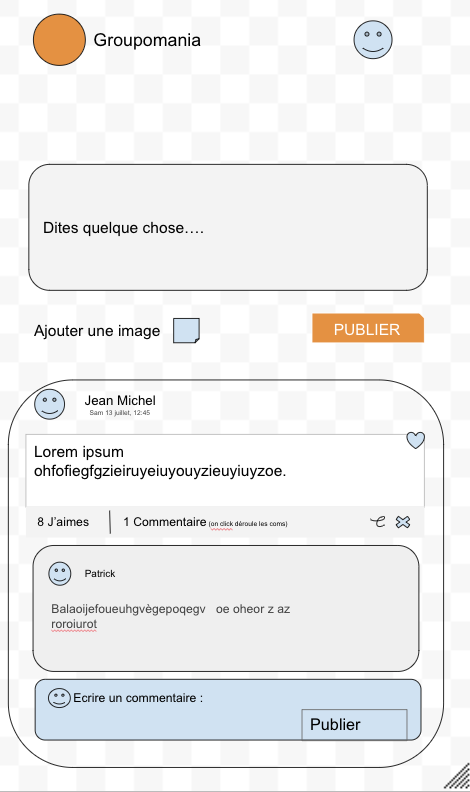 Groupomania
Dites quelque chose....
Ajouter une image
PUBLIER
Jean Michel
Sam 13 juillet, 12:45
Lorem ipsum
ohfofiegfgzieiruyeiuyouyzieuyiuyzoe.
8 J'aimes
1 Commentaire (on click déroule les coms)
Patrick
Balaoijefoueuhgvègepoqegv oe oheor z az
roroiurot
Ecrire un commentaire :
Publier